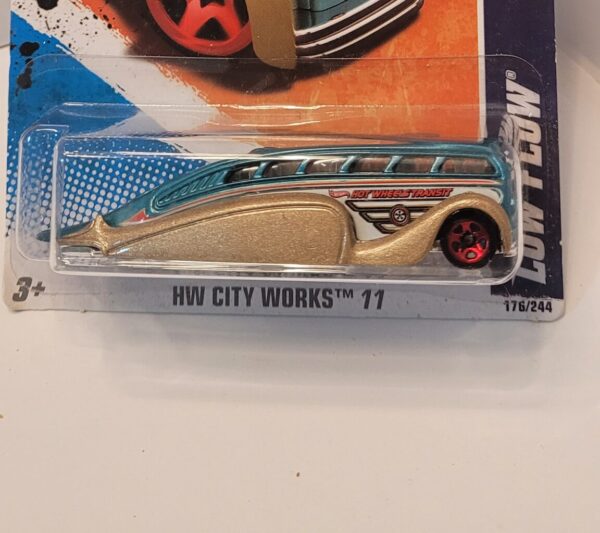 LOW FLOW®
HOT WHEELS TRANSIT
3+
HW CITY WORKS™ 11
176/244